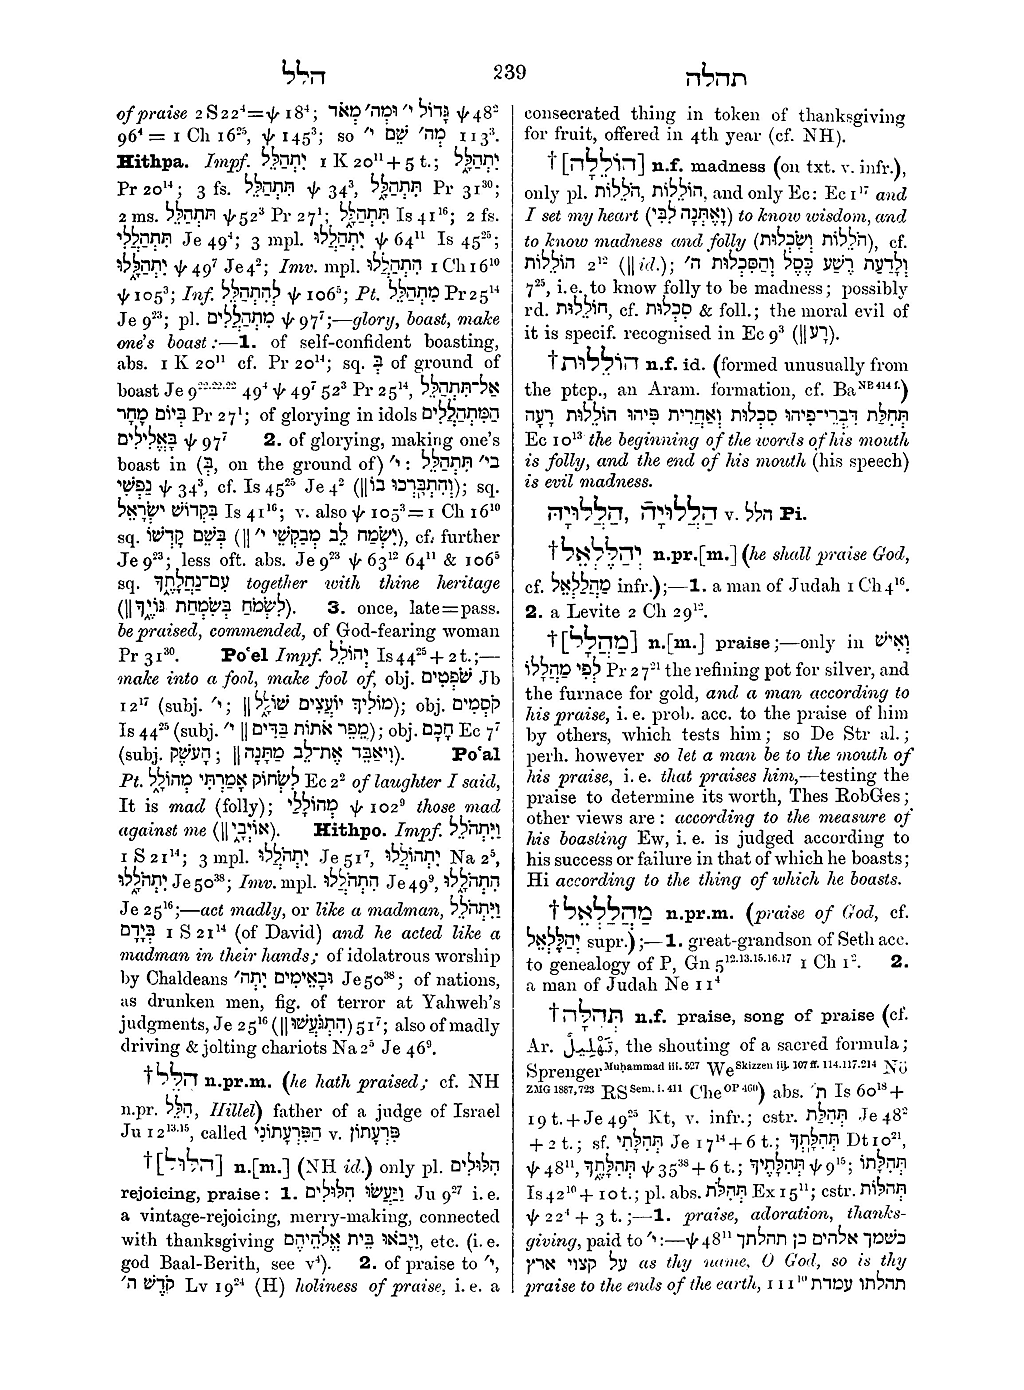 הלל
239
תהלה
of praise 2 S 22⁴=ψ 18⁴; גָּדוֹל י׳ וּמְה׳ מְאֹד ψ 48²
96⁴ = 1 Ch 16²⁵, ψ 145³; so מְה׳ שֵׁם י׳ 113³.
Hithpa. Impf. יִתְהַלֵּל 1 K 20¹¹ + 5 t.; יִתְהַלָּ֑ל
Pr 20¹⁴; 3 fs. תִּתְהַלֵּל ψ 34³, תִּתְהַלָּ֑ל Pr 31³⁰;
2 ms. תִּתְהַלֵּל ψ 52³ Pr 27¹; תִּתְהַלָּ֑ל Is 41¹⁶; 2 fs.
תִּתְהַלְלִי Je 49⁴; 3 mpl. יִתְהַלְלוּ ψ 64¹¹ Is 45²⁵;
יִתְהַלָּ֑לוּ ψ 49⁷ Je 4²; Imv. mpl. הִתְהַלְלוּ 1 Ch 16¹⁰
ψ 105³; Inf. לְהִתְהַלֵּל ψ 106⁵; Pt. מִתְהַלֵּל Pr 25¹⁴
Je 9²³; pl. מִתְהַלְלִים ψ 97⁷;—glory, boast, make
one's boast:—1. of self-confident boasting,
abs. 1 K 20¹¹ cf. Pr 20¹⁴; sq. בְּ of ground of
boast Je 9²²·²²·²² 49⁴ ψ 49⁷ 52³ Pr 25¹⁴, אַל־תִּתְהַלֵּל
בְּיוֹם מָחָר Pr 27¹; of glorying in idols הַמִּתְהַלְלִים
בָּאֱלִילִים ψ 97⁷ 2. of glorying, making one's
boast in (בְּ, on the ground of) י׳: בי׳ תִּתְהַלֵּל
נַפְשִׁי ψ 34³, cf. Is 45²⁵ Je 4² (|| וְהִתְבָּרְכוּ בוֹ); sq.
בִּקְדוֹשׁ יִשְׂרָאֵל Is 41¹⁶; v. also ψ 105³ = 1 Ch 16¹⁰
sq. בְּשֵׁם קָדְשׁוֹ (|| יִשְׂמַח לֵב מְבַקְשֵׁי י׳), cf. further
Je 9²³; less oft. abs. Je 9²³ ψ 63¹² 64¹¹ & 106⁵
sq. עִם־נַחֲלָתֶךָ together with thine heritage
(|| לִשְׂמֹחַ בְּשִׂמְחַת גּוֹיֶךָ). 3. once, late=pass.
be praised, commended, of God-fearing woman
Pr 31³⁰. Poʿel Impf. יְהוֹלֵל Is 44²⁵ + 2 t.;—
make into a fool, make fool of, obj. שֹׁפְטִים Jb
12¹⁷ (subj. י׳; || מוֹלִיךְ יוֹעֲצִים שׁוֹלָל); obj. קֹסְמִים
Is 44²⁵ (subj. י׳ || מֵפֵר אֹתוֹת בַּדִּים); obj. חָכָם Ec 7⁷
(subj. הָעֹשֶׁק; || וִיאַבֵּד אֶת־לֵב מַתָּנָה). Poʿal
Pt. לִשְׂחוֹק אָמַרְתִּי מְהוֹלָל Ec 2² of laughter I said,
It is mad (folly); מְהוֹלָלַי ψ 102⁹ those mad
against me (|| אוֹיְבַי). Hithpo. Impf. וַיִּתְהֹלֵל
1 S 21¹⁴; 3 mpl. יִתְהֹלְלוּ Je 51⁷, יִתְהוֹלְלוּ Na 2⁵,
יִתְהֹלָ֑לוּ Je 50³⁸; Imv. mpl. הִתְהֹלְלוּ Je 49⁹, הִתְהֹלָ֑לוּ
Je 25¹⁶;—act madly, or like a madman, וַיִּתְהֹלֵל
בְּיָדָם 1 S 21¹⁴ (of David) and he acted like a
madman in their hands; of idolatrous worship
by Chaldeans וּבָאֵימִים יִתְה׳ Je 50³⁸; of nations,
as drunken men, fig. of terror at Yahweh's
judgments, Je 25¹⁶ (|| הִתְגֹּעֲשׁוּ) 51⁷; also of madly
driving & jolting chariots Na 2⁵ Je 46⁹.
† הִלֵּל n.pr.m. (he hath praised; cf. NH
n.pr. הִלֵּל, Hillel) father of a judge of Israel
Ju 12¹³·¹⁵, called הַפִּרְעָתוֹנִי v. פִּרְעָתוֹן
†[הִלּוּל] n.[m.] (NH id.) only pl. הִלּוּלִים
rejoicing, praise: 1. וַיַּעֲשׂוּ הִלּוּלִים Ju 9²⁷ i.e.
a vintage-rejoicing, merry-making, connected
with thanksgiving וַיָּבֹאוּ בֵּית אֱלֹהֵיהֶם, etc. (i.e.
god Baal-Berith, see v⁴). 2. of praise to י׳,
קֹדֶשׁ ה׳ Lv 19²⁴ (H) holiness of praise, i.e. a
consecrated thing in token of thanksgiving
for fruit, offered in 4th year (cf. NH).
†[הוֹלֵלָה] n.f. madness (on txt. v. infr.),
only pl. הוֹלֵלוֹת, הֹלֵלוֹת, and only Ec: Ec 1¹⁷ and
I set my heart (וָאֶתְּנָה לִבִּי) to know wisdom, and
to know madness and folly (הֹלֵלוֹת וְשִׂכְלוּת), cf.
2¹² (|| id.); וְלָדַעַת רֶשַׁע כֶּסֶל וְהַסִּכְלוּת ה׳ הוֹלֵלוֹת
7²⁵, i.e. to know folly to be madness; possibly
rd. הוֹלֵלוּת, cf. סִכְלוּת & foll.; the moral evil of
it is specif. recognised in Ec 9³ (|| רָע).
† הוֹלֵלוּת n.f. id. (formed unusually from
the ptcp., an Aram. formation, cf. Ba NB 414 f.)
תְּחִלַּת דִּבְרֵי־פִיהוּ סִכְלוּת וְאַחֲרִית פִּיהוּ הוֹלֵלוּת רָעָה
Ec 10¹³ the beginning of the words of his mouth
is folly, and the end of his mouth (his speech)
is evil madness.
הַלְלוּיָהּ, הַלְלוּיָהּ v. הלל Pi.
† יְהַלֶּלְאֵל n.pr.[m.] (he shall praise God,
cf. מַהֲלַלְאֵל infr.);—1. a man of Judah 1 Ch 4¹⁶.
2. a Levite 2 Ch 29¹².
†[מַהֲלָל] n.[m.] praise;—only in וְאִישׁ
לְפִי מַהֲלָלוֹ Pr 27²¹ the refining pot for silver, and
the furnace for gold, and a man according to
his praise, i. e. prob. acc. to the praise of him
by others, which tests him; so De Str al.;
perh. however so let a man be to the mouth of
his praise, i. e. that praises him,—testing the
praise to determine its worth, Thes RobGes;
other views are: according to the measure of
his boasting Ew, i. e. is judged according to
his success or failure in that of which he boasts;
Hi according to the thing of which he boasts.
† מַהֲלַלְאֵל n.pr.m. (praise of God, cf.
יְהַלֶּלְאֵל supr.);—1. great-grandson of Seth acc.
to genealogy of P, Gn 5¹²·¹³·¹⁵·¹⁶·¹⁷ 1 Ch 1². 2.
a man of Judah Ne 11⁴
† תְּהִלָּה n.f. praise, song of praise (cf.
Ar. تَهْلِيل, the shouting of a sacred formula;
Sprenger Muḥammad iii. 527 We Skizzen iii. 107 ff. 114. 117. 214 Nö
ZMG 1887, 723 RS Sem. i. 411 Che OP 460) abs. ת׳ Is 60¹⁸ +
19 t. + Je 49²⁵ Kt, v. infr.; cstr. תְּהִלַּת Je 48²
+ 2 t.; sf. תְּהִלָּתִי Je 17¹⁴ + 6 t.; תְּהִלָּתְךָ Dt 10²¹,
ψ 48¹¹, תְּהִלָּתֶךָ ψ 35²⁸ + 6 t.; תְּהִלָּתֶיךָ ψ 9¹⁵; תְּהִלָּתוֹ
Is 42¹⁰ + 10 t.; pl. abs. תְּהִלֹּת Ex 15¹¹; cstr. תְּהִלּוֹת
ψ 22⁴ + 3 t.;—1. praise, adoration, thanks-
giving, paid to י׳:—ψ 48¹¹ כשמך אלהים כן תהלתך
על קצוי ארץ as thy name, O God, so is thy
praise to the ends of the earth, 111¹⁰ תהלתו עמדת